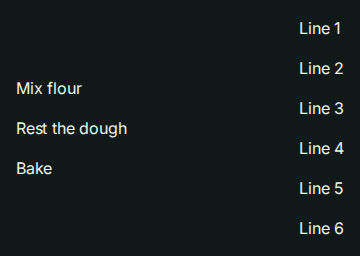 Mix flour
Rest the dough
Bake
Line 1
Line 2
Line 3
Line 4
Line 5
Line 6